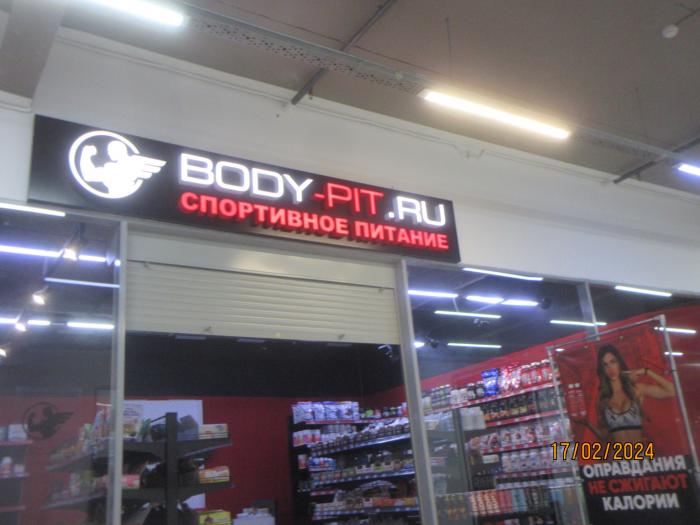 BODY-PIT.RU
СПОРТИВНОЕ ПИТАНИЕ
17/02/2024
ОПРАВДАНИЯ
НЕ СЖИГАЮТ
КАЛОРИИ